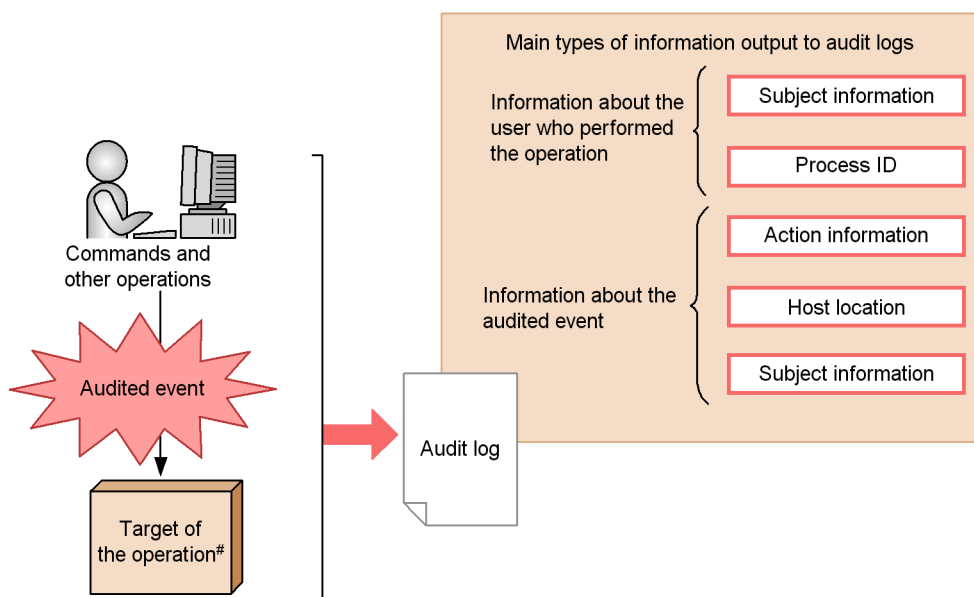 Main types of information output to audit logs
Information about the
user who performed
the operation
Subject information
Process ID
Information about the
audited event
Action information
Host location
Subject information
Commands and
other operations
Audited event
Target of
the operation#
Audit log